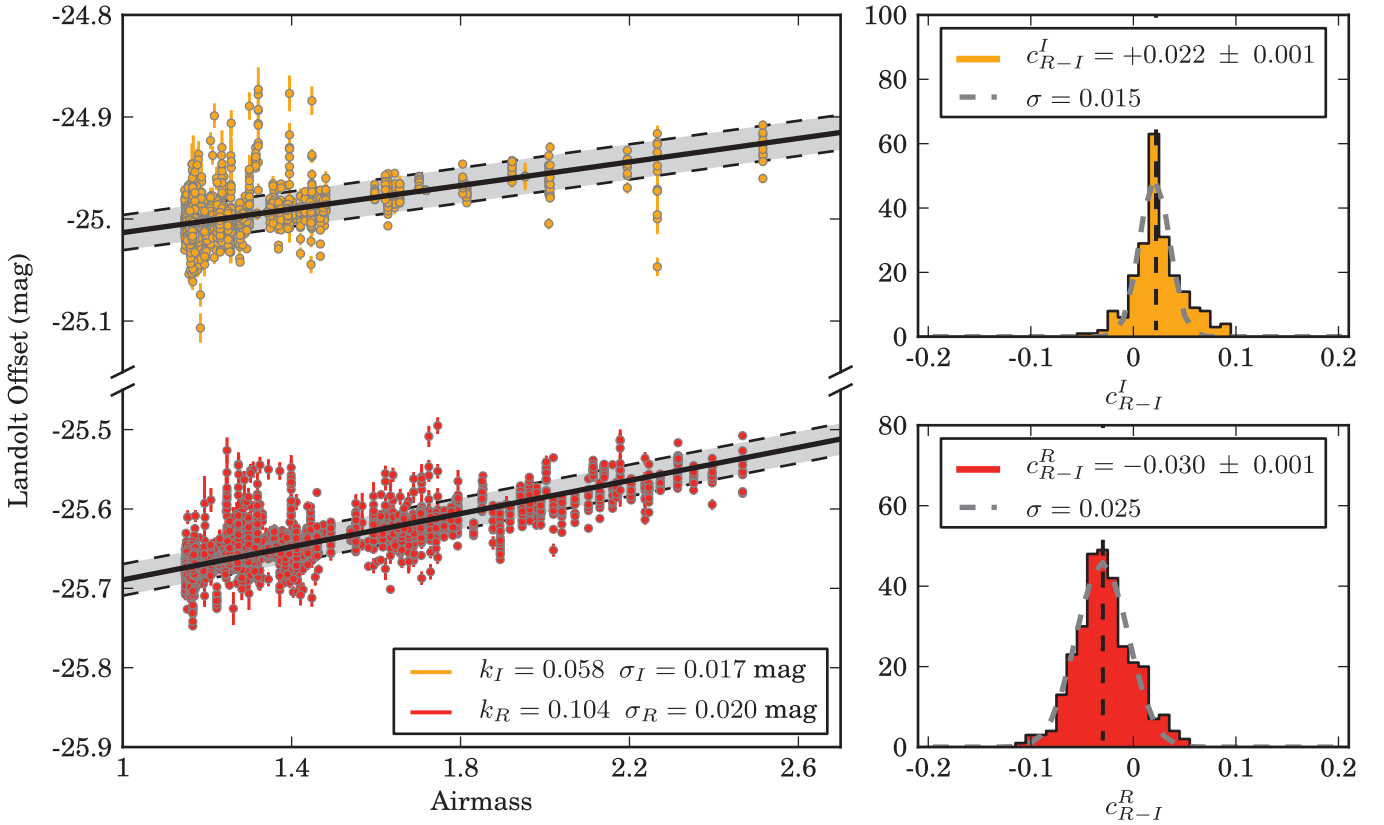 -24.8
-24.9
-25.0
-25.1
-25.5
-25.6
-25.7
-25.8
-25.9
Landolt Offset (mag)
k_I = 0.058 σ_I = 0.017 mag
k_R = 0.104 σ_R = 0.020 mag
1 1.4 1.8 2.2 2.6
Airmass
100
80
60
40
20
0
c^I_{R−I} = +0.022 ± 0.001
σ = 0.015
-0.2 -0.1 0 0.1 0.2
c^I_{R−I}
80
60
40
20
0
c^R_{R−I} = −0.030 ± 0.001
σ = 0.025
-0.2 -0.1 0 0.1 0.2
c^R_{R−I}